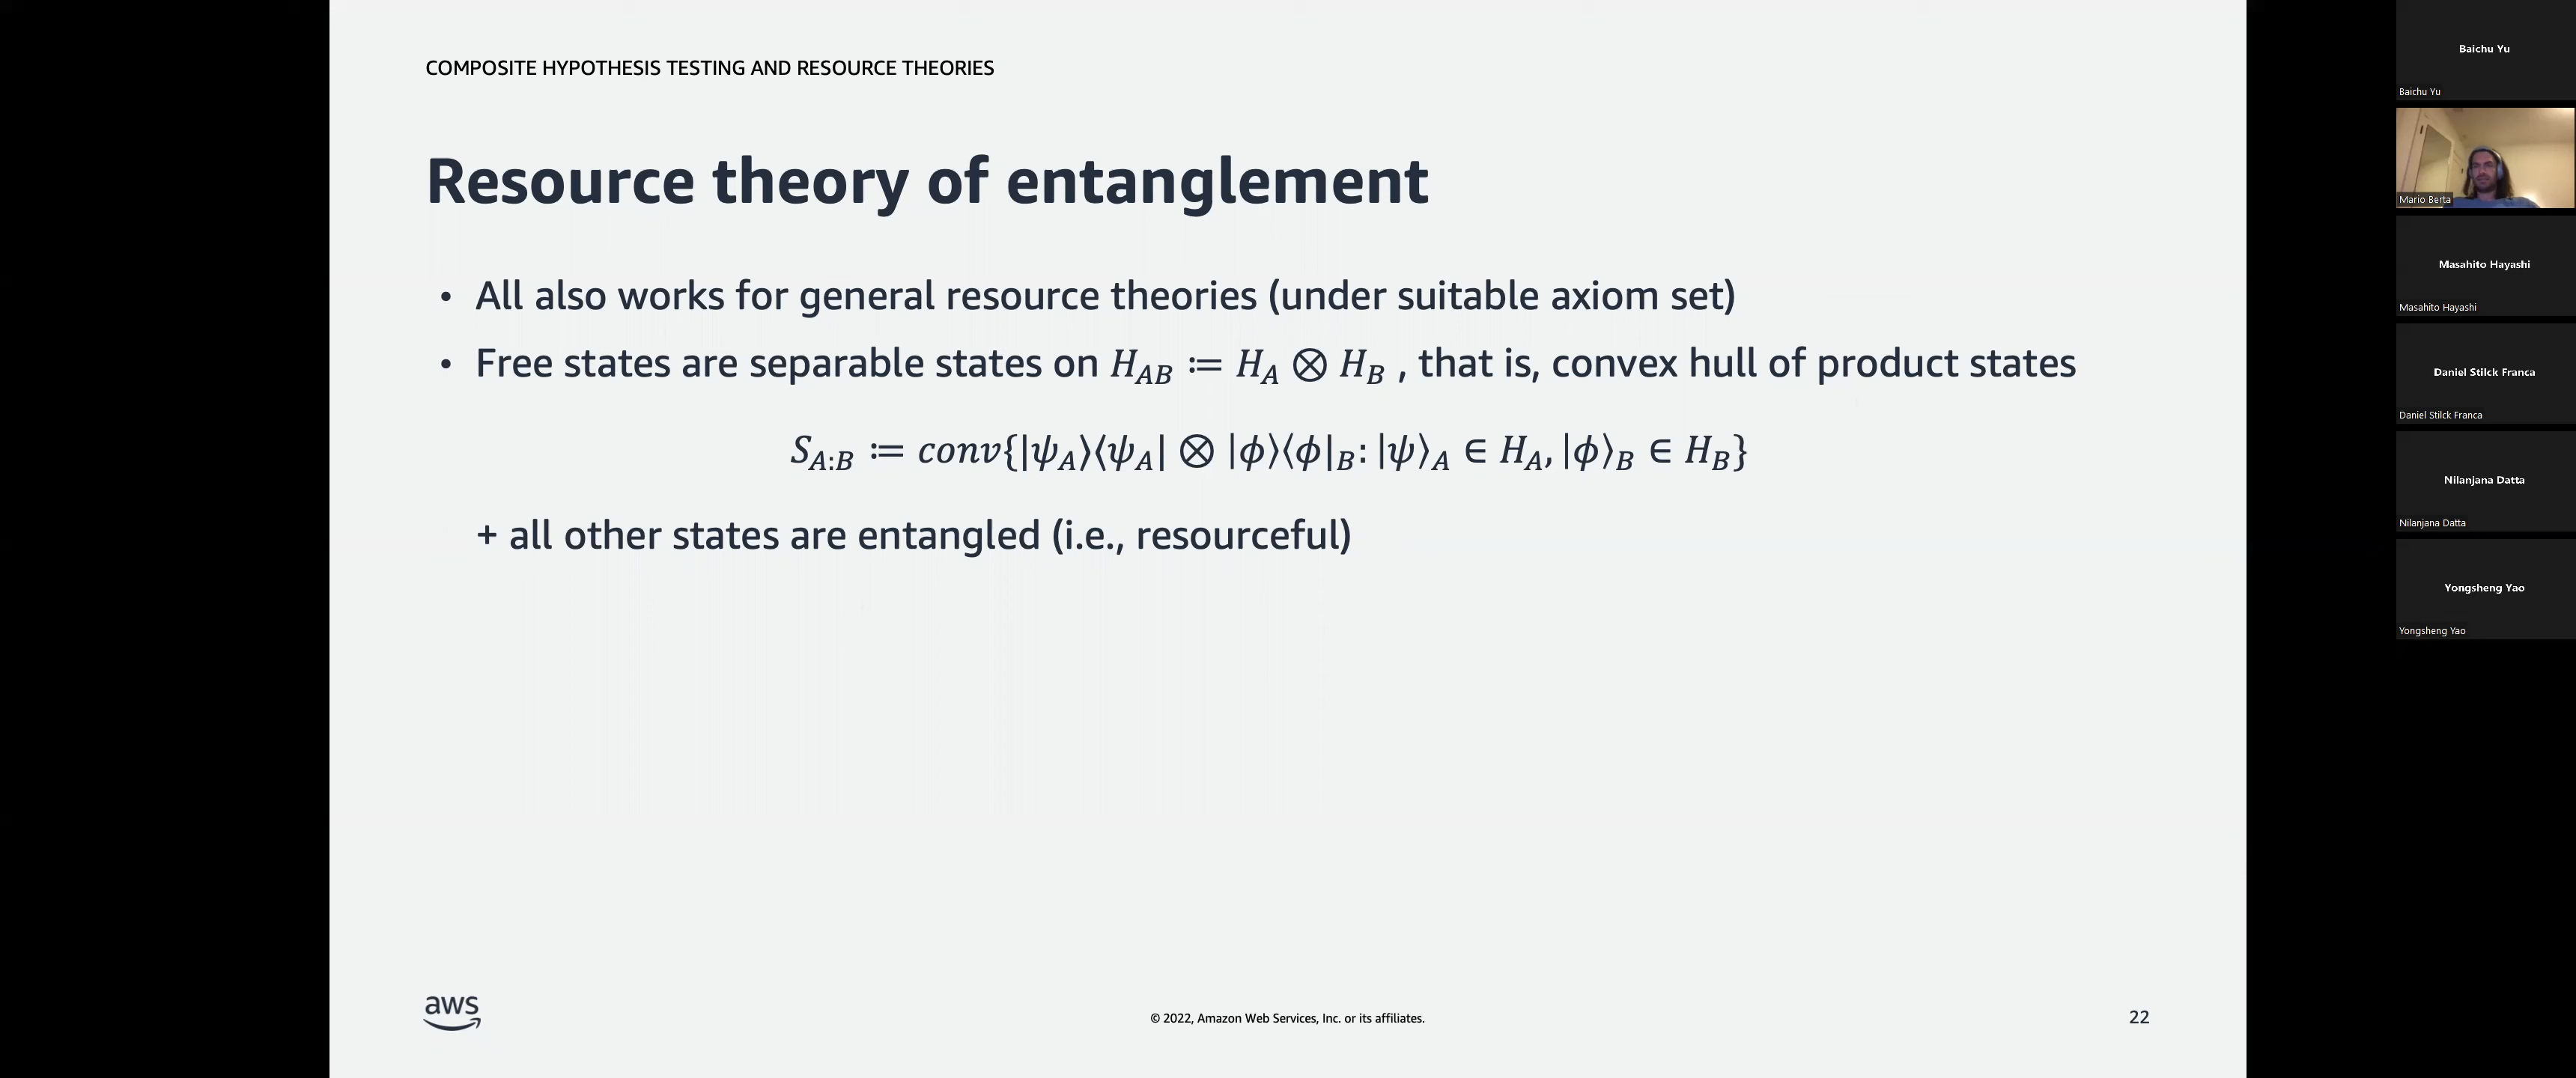 COMPOSITE HYPOTHESIS TESTING AND RESOURCE THEORIES
Resource theory of entanglement
• All also works for general resource theories (under suitable axiom set)
• Free states are separable states on H_{AB} ≔ H_A ⊗ H_B , that is, convex hull of product states
S_{A:B} ≔ conv{|ψ_A⟩⟨ψ_A| ⊗ |ϕ⟩⟨ϕ|_B: |ψ⟩_A ∈ H_A, |ϕ⟩_B ∈ H_B}
+ all other states are entangled (i.e., resourceful)
aws
© 2022, Amazon Web Services, Inc. or its affiliates.
22
Baichu Yu
Baichu Yu
Mario Berta
Masahito Hayashi
Masahito Hayashi
Daniel Stilck Franca
Daniel Stilck Franca
Nilanjana Datta
Nilanjana Datta
Yongsheng Yao
Yongsheng Yao